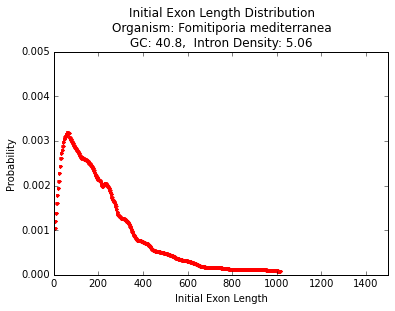 Initial Exon Length Distribution
Organism: Fomitiporia mediterranea
GC: 40.8,  Intron Density: 5.06
0.005
0.004
0.003
0.002
0.001
0.000
Probability
0 200 400 600 800 1000 1200 1400
Initial Exon Length